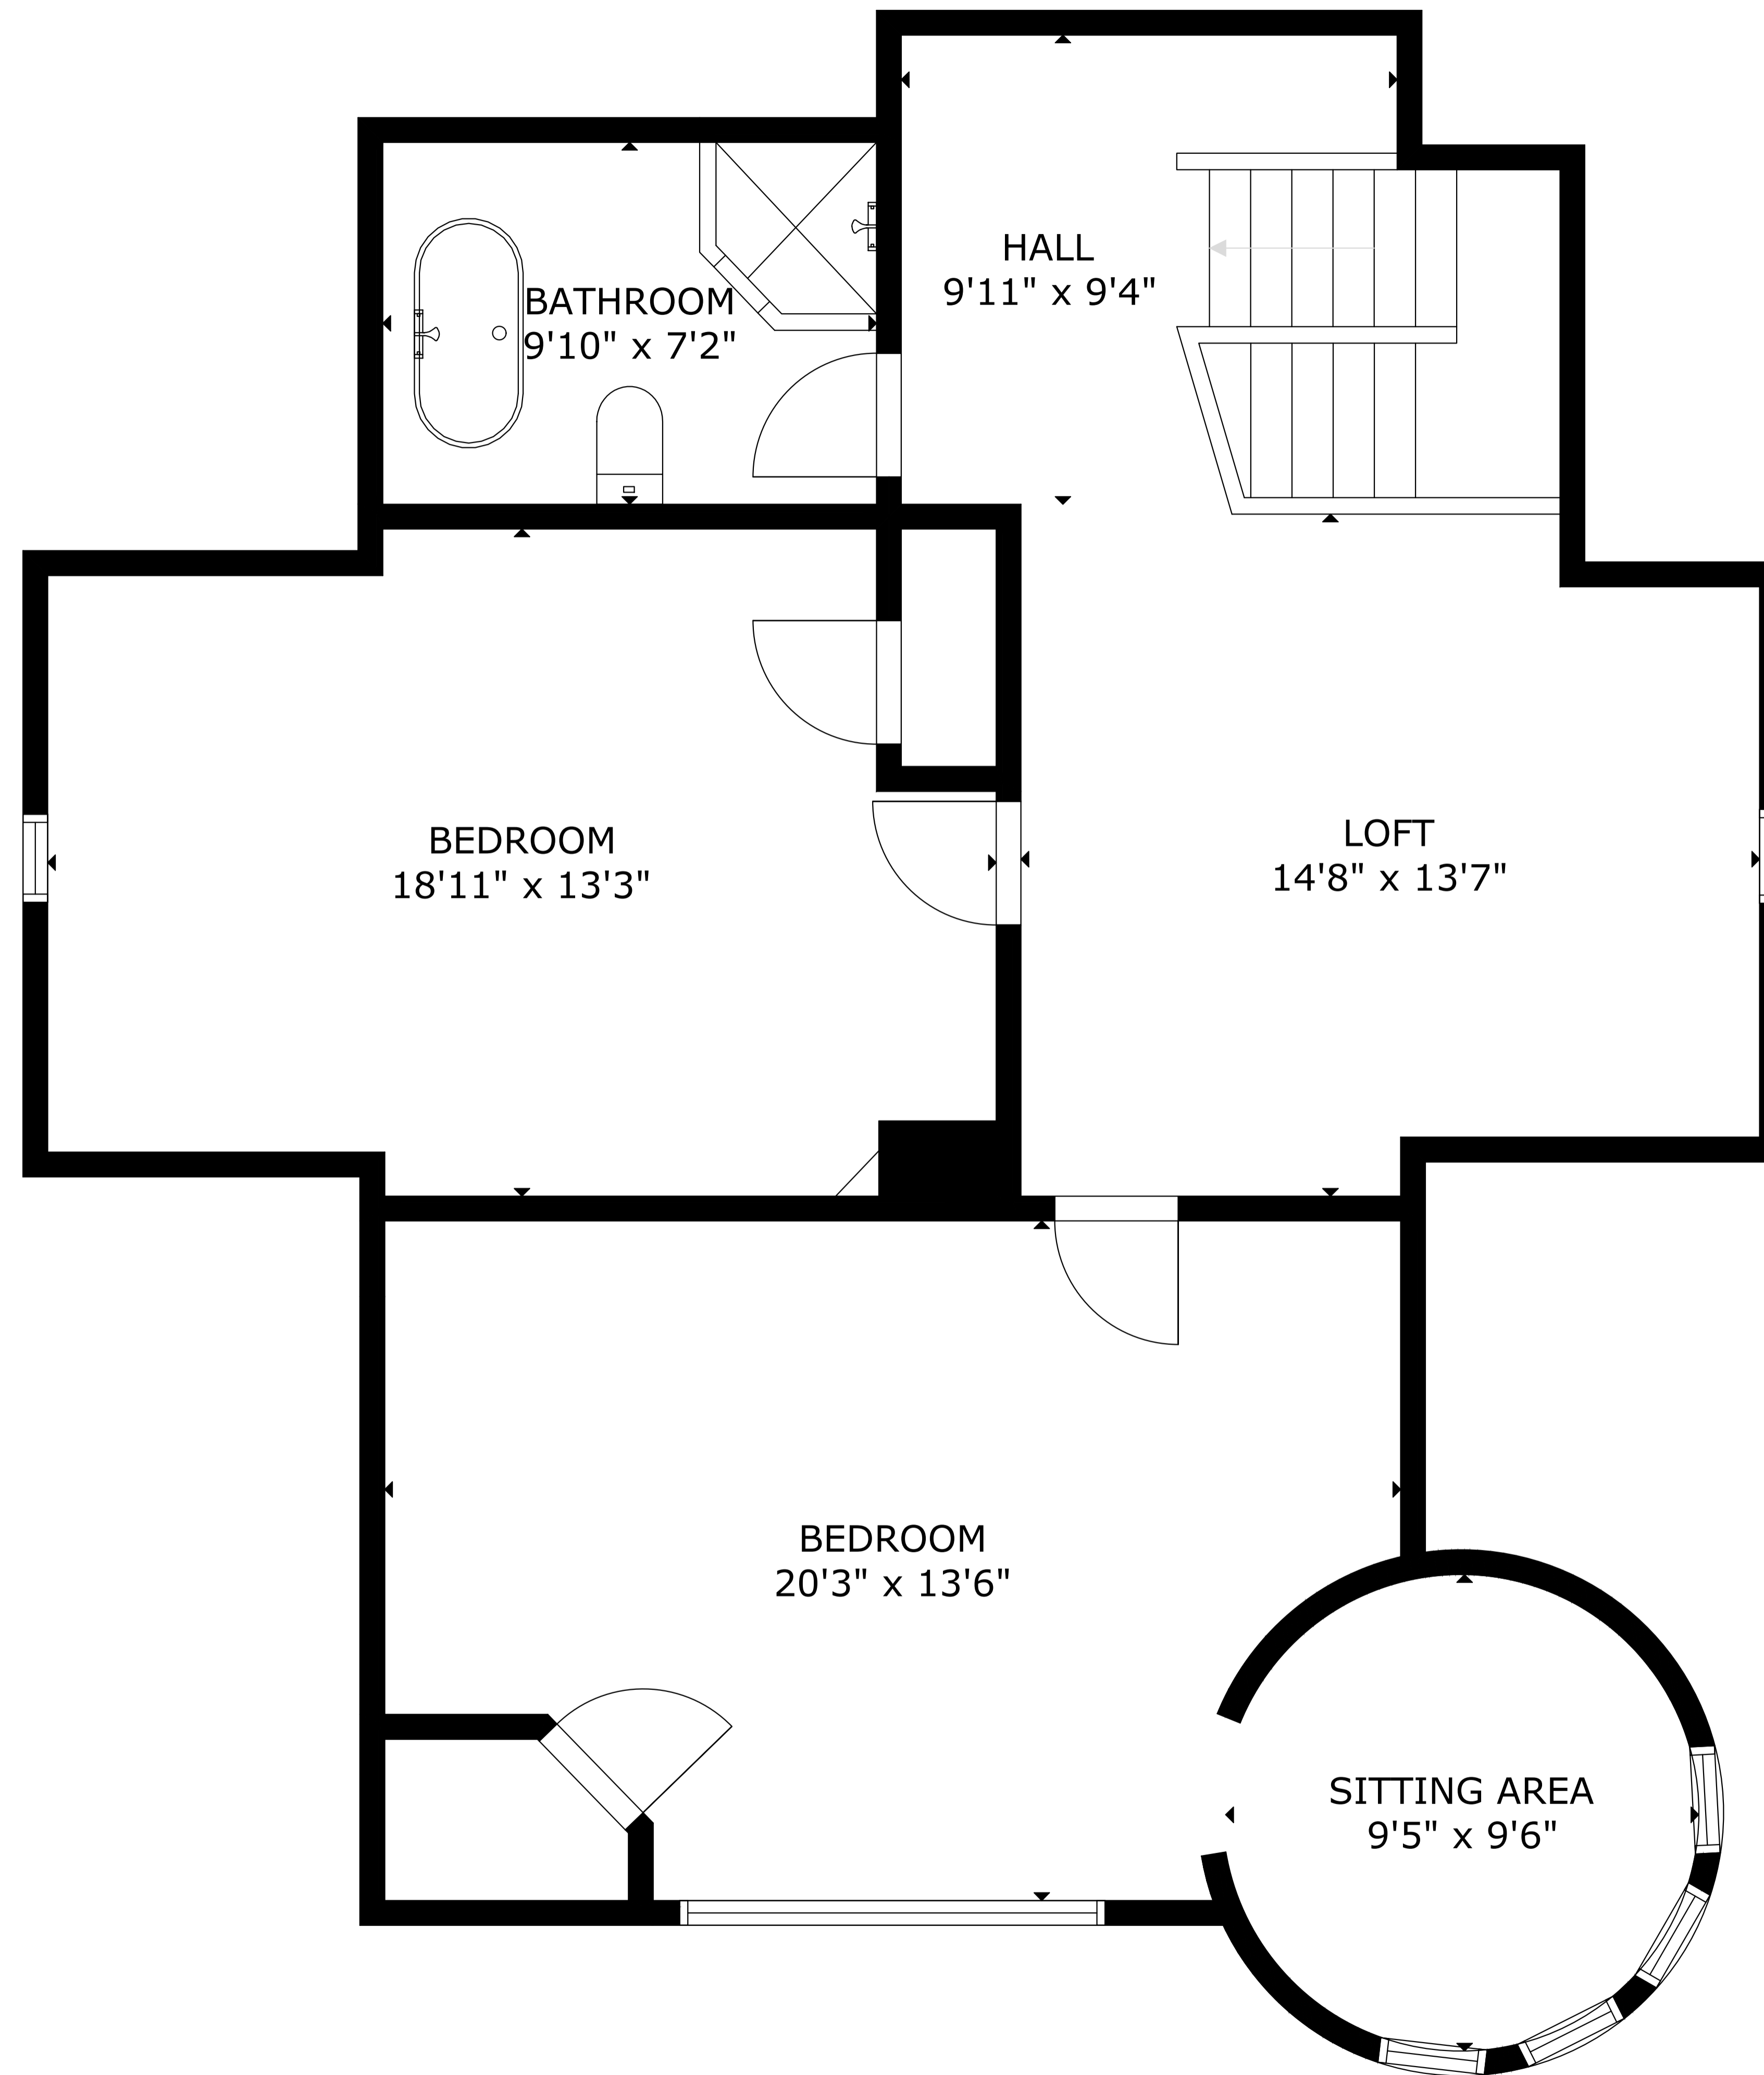 HALL
9'11" x 9'4"
BATHROOM
9'10" x 7'2"
BEDROOM
18'11" x 13'3"
LOFT
14'8" x 13'7"
BEDROOM
20'3" x 13'6"
SITTING AREA
9'5" x 9'6"